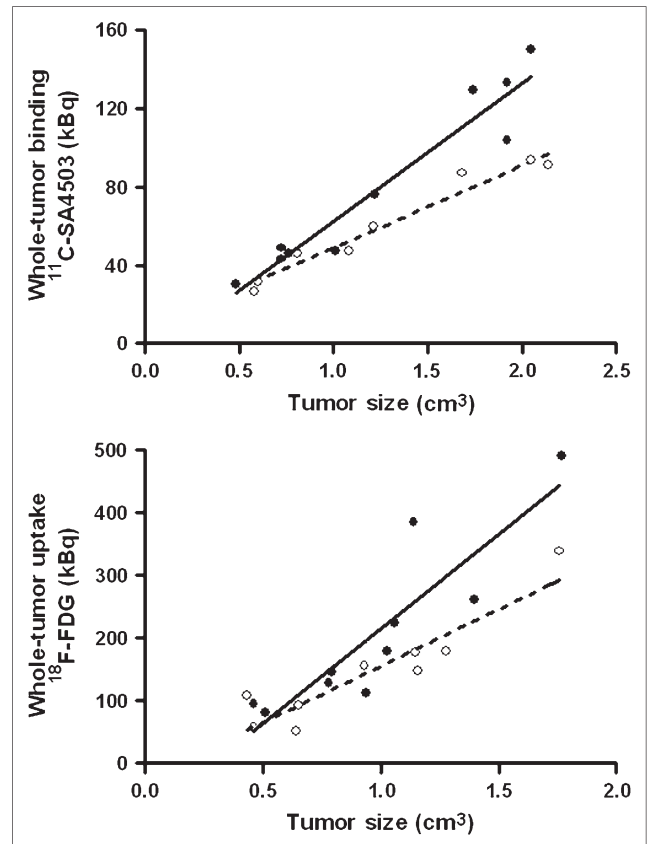 Whole-tumor binding
¹¹C-SA4503 (kBq)
160
120
80
40
0
0.0 0.5 1.0 1.5 2.0 2.5
Tumor size (cm³)
Whole-tumor uptake
¹⁸F-FDG (kBq)
500
400
300
200
100
0
0.0 0.5 1.0 1.5 2.0
Tumor size (cm³)